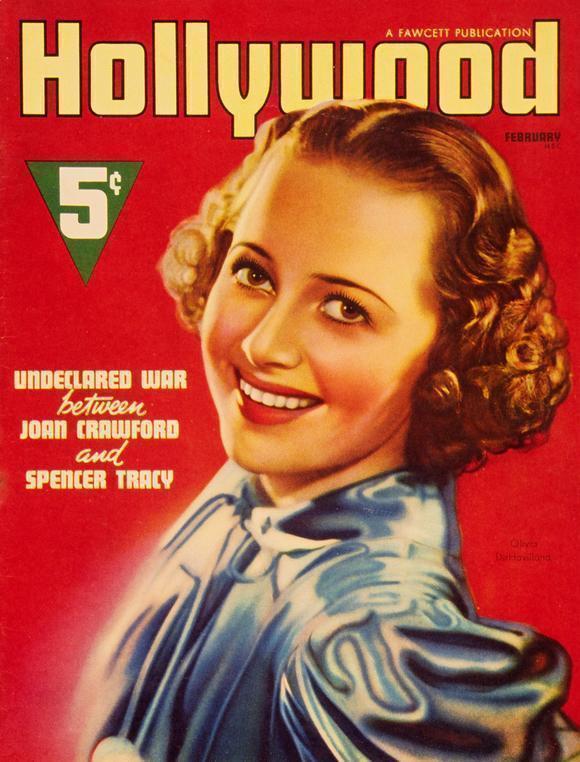 A FAWCETT PUBLICATION
Hollywood
FEBRUARY
5¢
UNDECLARED WAR
between
JOAN CRAWFORD
and
SPENCER TRACY
Olivia
DeHavilland